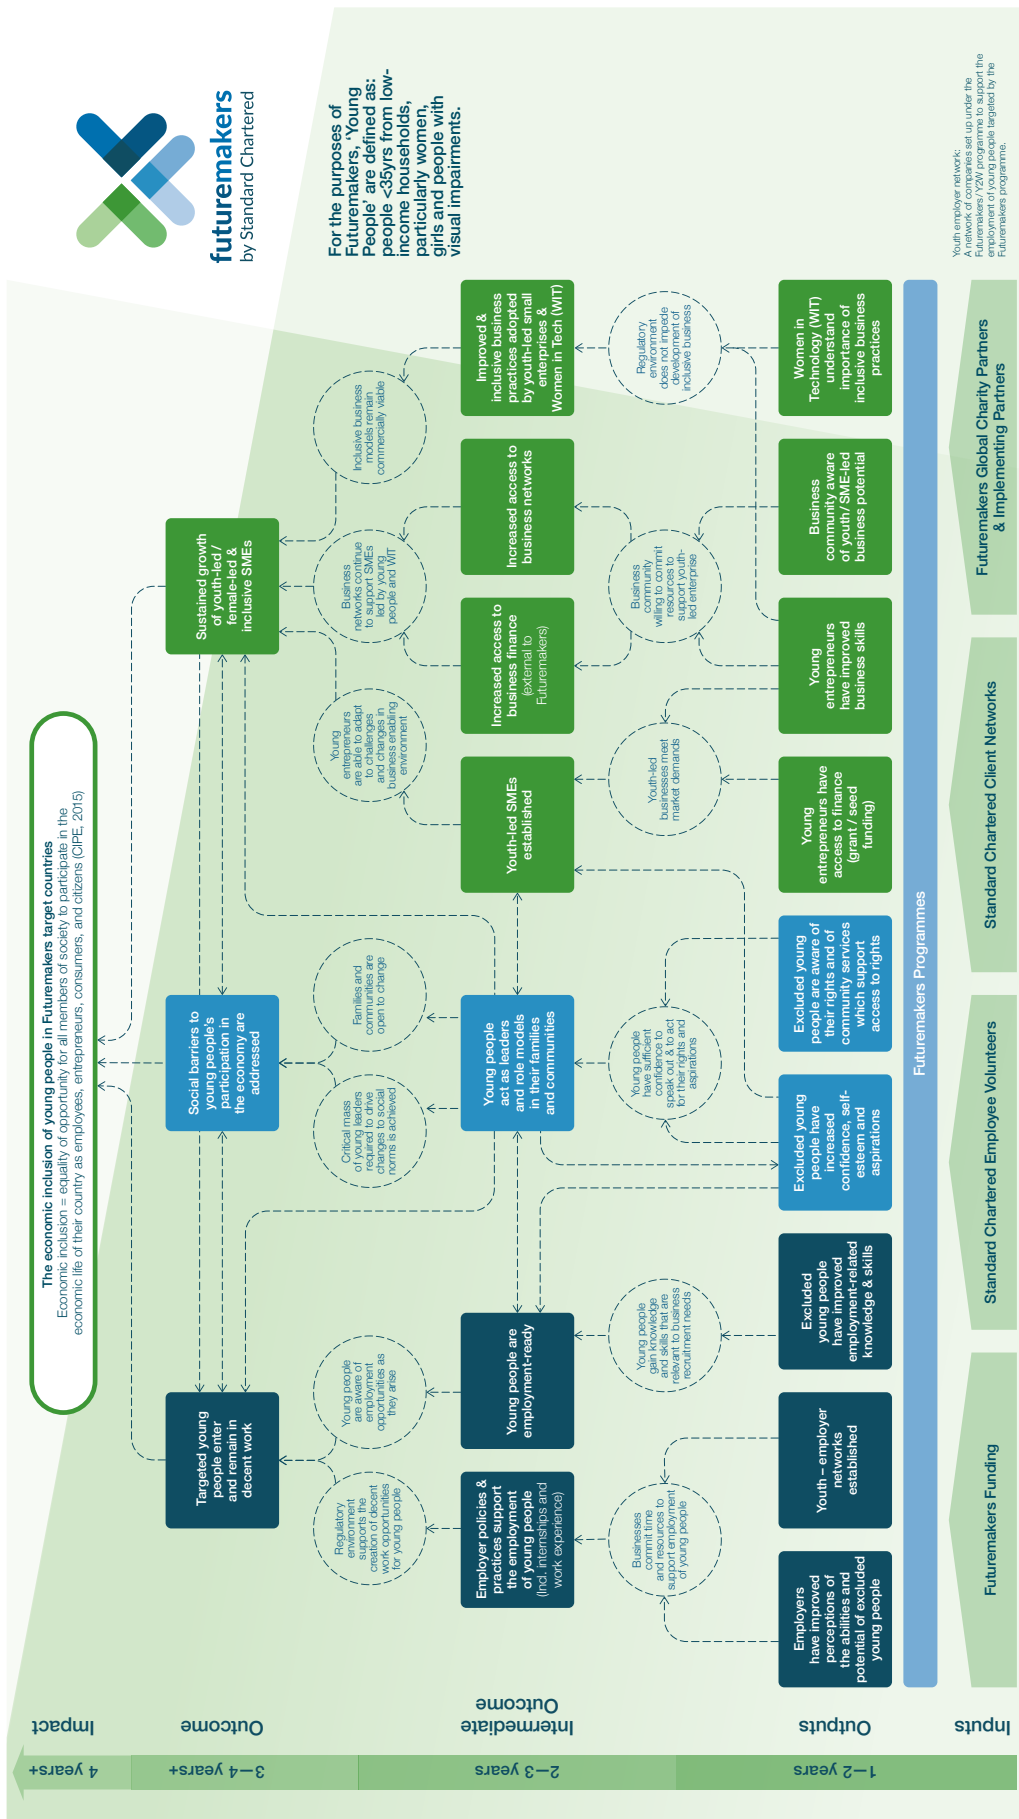 futuremakers
by Standard Chartered
The economic inclusion of young people in Futuremakers target countries
Economic inclusion = equality of opportunity for all members of society to participate in the
economic life of their country as employees, entrepreneurs, consumers, and citizens (CIPE, 2015)
For the purposes of
Futuremakers, ‘Young
People’ are defined as:
people <35yrs from low-
income households,
particularly women,
girls and people with
visual impairments.
4 years+
Impact
3–4 years+
Outcome
Targeted young
people enter
and remain in
decent work
Social barriers to
young people's
participation in
the economy are
addressed
Sustained growth
of youth-led /
female-led &
inclusive SMEs
Regulatory
environment
supports the
creation of decent
work opportunities
for young people
Young people
are aware of
employment
opportunities as
they arise
Critical mass
of young leaders
required to drive
changes to social
norms is achieved
Families and
communities are
open to change
Young
entrepreneurs
are able to adapt
to challenges
and changes in
business enabling
environment
Business
networks continue
to support SMEs
led by young
people and WIT
Inclusive business
models remain
commercially viable
2–3 years
Intermediate
Outcome
Employer policies &
practices support
the employment
of young people
(Incl. internships and
work experience)
Young people are
employment-ready
Young people
act as leaders
and role models
in their families
and communities
Youth-led SMEs
established
Increased access to
business finance
(external to
Futuremakers)
Increased access to
business networks
Improved &
inclusive business
practices adopted
by youth-led small
enterprises &
Women in Tech (WIT)
Businesses
commit time
and resources to
support employment
of young people
Young people
gain knowledge
and skills that are
relevant to business
recruitment needs
Young people
have sufficient
confidence to
speak out & to act
for their rights and
aspirations
Youth-led
businesses meet
market demands
Business
community
willing to commit
resources to
support youth-
led enterprise
Regulatory
environment
does not impede
development of
inclusive business
1–2 years
Outputs
Employers
have improved
perceptions of
the abilities and
potential of excluded
young people
Youth – employer
networks
established
Excluded
young people
have improved
employment-related
knowledge & skills
Excluded young
people have
increased
confidence, self-
esteem and
aspirations
Excluded young
people are aware of
their rights and of
community services
which support
access to rights
Young
entrepreneurs have
access to finance
(grant / seed
funding)
Young
entrepreneurs
have improved
business skills
Business
community aware
of youth/SME-led
business potential
Women in
Technology (WIT)
understand
importance of
inclusive business
practices
Futuremakers Programmes
Inputs
Futuremakers Funding
Standard Chartered Employee Volunteers
Standard Chartered Client Networks
Futuremakers Global Charity Partners
& Implementing Partners
Youth employer network:
A network of companies set up under the
Futuremakers/Y2W programme to support the
employment of young people targeted by the
Futuremakers programme.